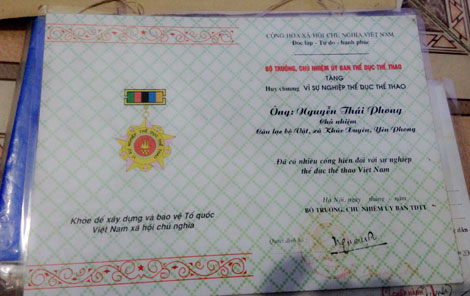 CỘNG HÒA XÃ HỘI CHỦ NGHĨA VIỆT NAM
Độc lập - Tự do - hạnh phúc
BỘ TRƯỞNG, CHỦ NHIỆM ỦY BAN THỂ DỤC THỂ THAO
TẶNG
Huy chương VÌ SỰ NGHIỆP THỂ DỤC THỂ THAO
Ông: Nguyễn Thái Phong
Chủ nhiệm
Câu lạc bộ Vật, xã Khúc Xuyên, Yên Phong
Đã có nhiều cống hiến đối với sự nghiệp
thể dục thể thao Việt Nam
Hà Nội, ngày tháng năm
BỘ TRƯỞNG, CHỦ NHIỆM ỦY BAN TDTT
Khỏe để xây dựng và bảo vệ Tổ quốc
Việt Nam xã hội chủ nghĩa